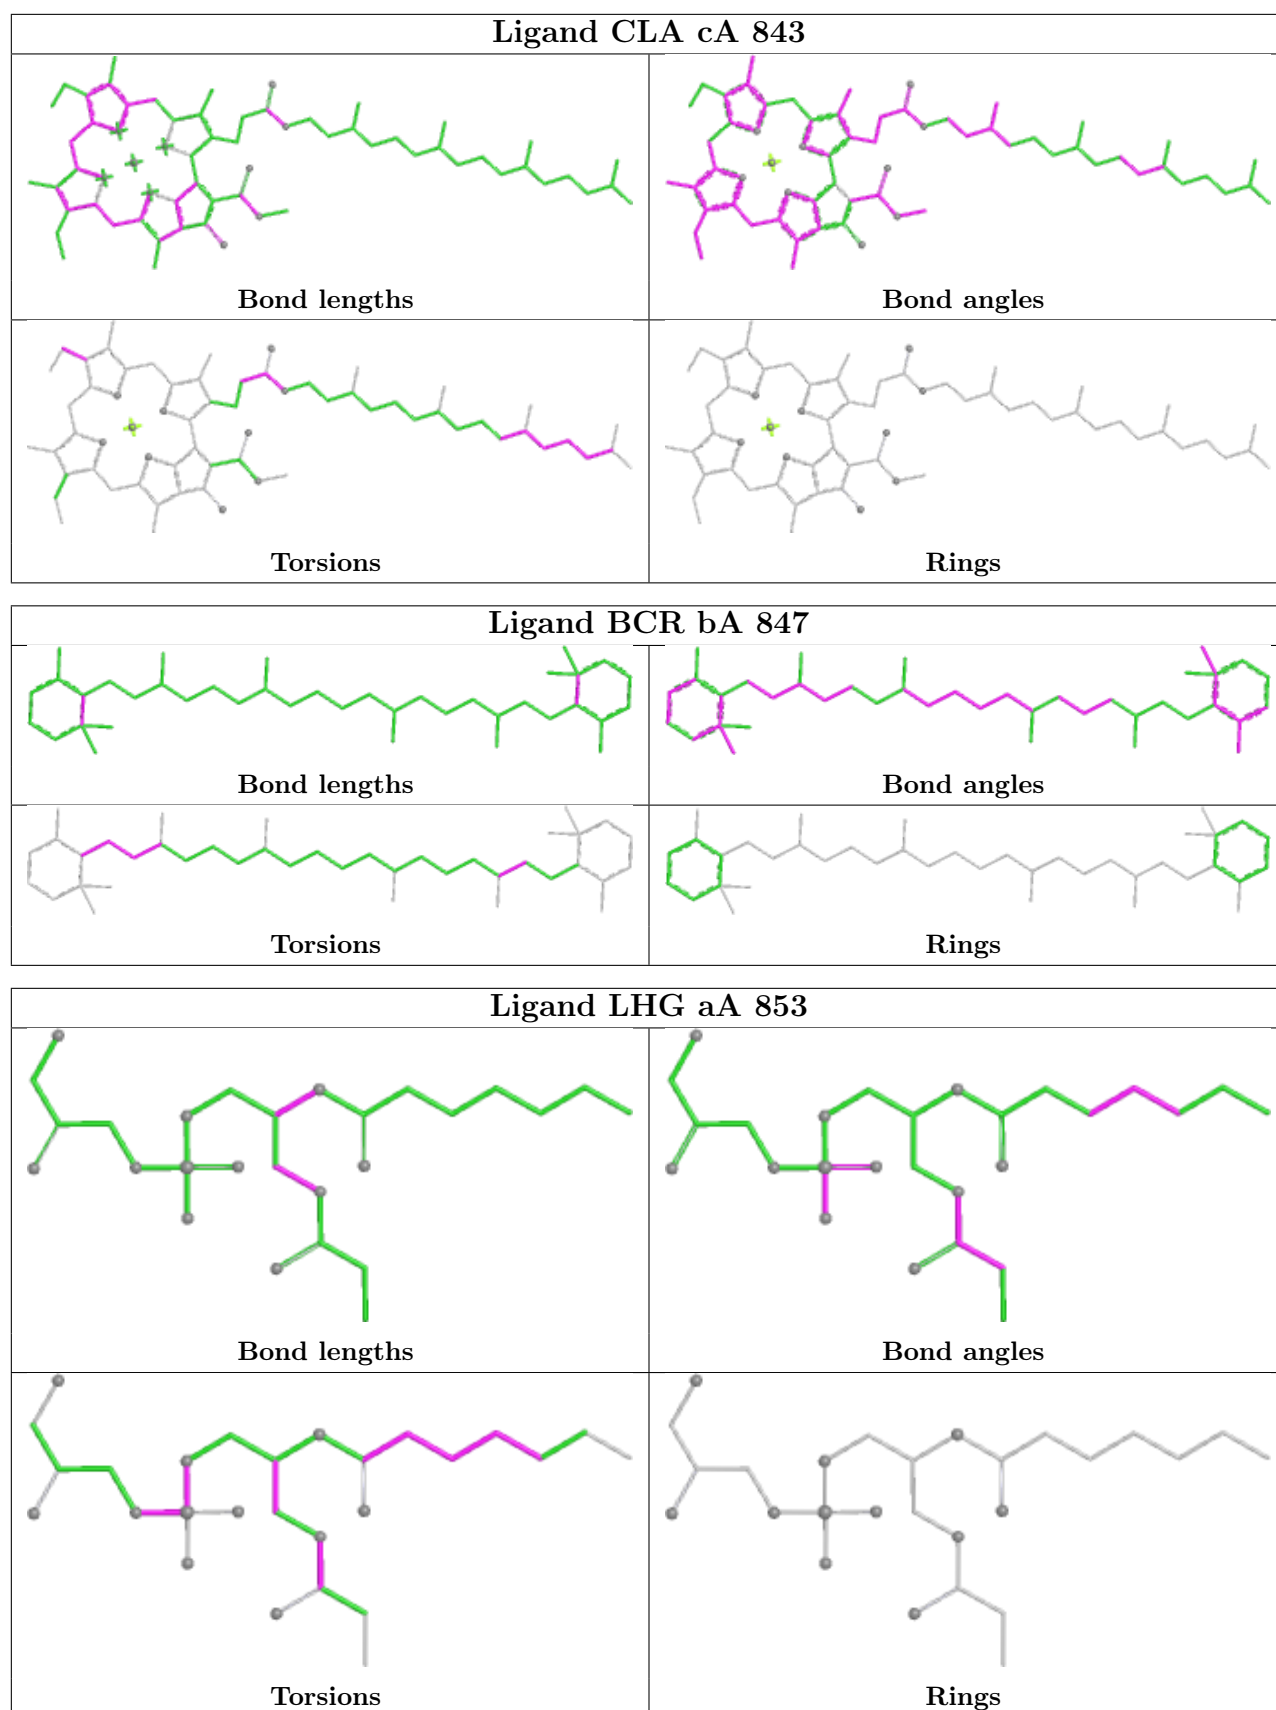 Ligand CLA cA 843
Bond lengths
Bond angles
Torsions
Rings
Ligand BCR bA 847
Bond lengths
Bond angles
Torsions
Rings
Ligand LHG aA 853
Bond lengths
Bond angles
Torsions
Rings